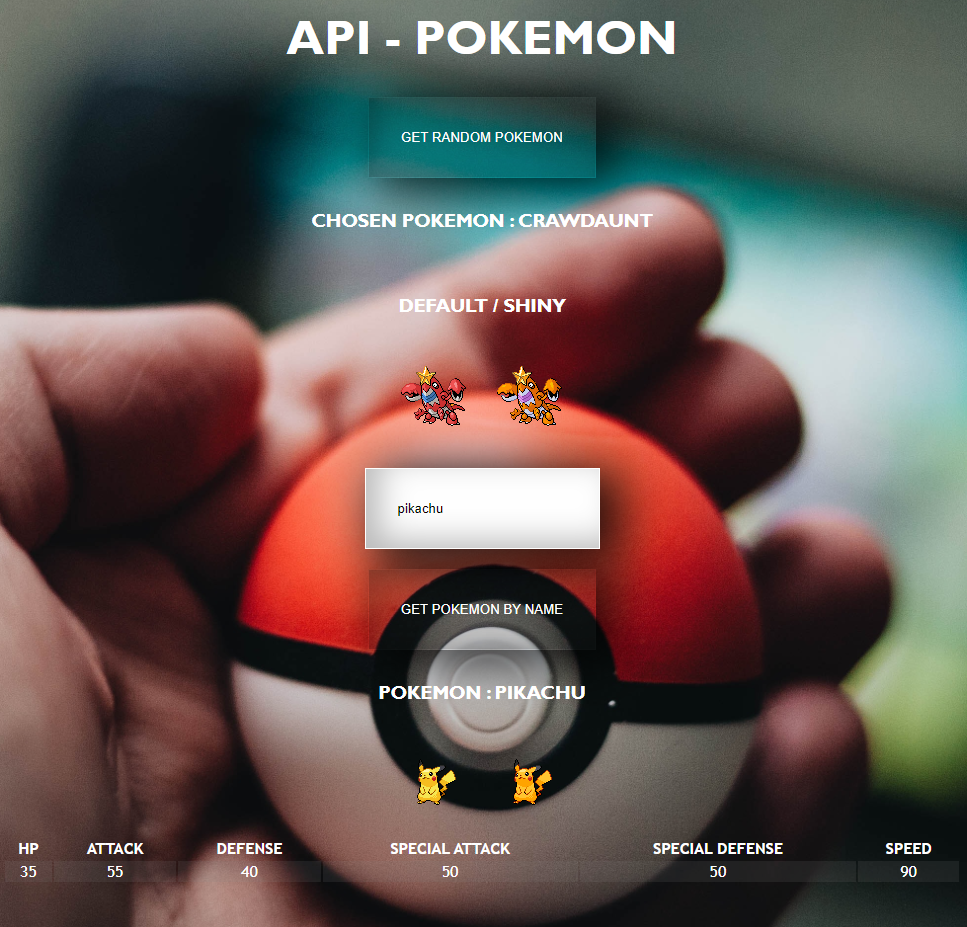 API - POKEMON
GET RANDOM POKEMON
CHOSEN POKEMON : CRAWDAUNT
DEFAULT / SHINY
pikachu
GET POKEMON BY NAME
POKEMON : PIKACHU
HP ATTACK DEFENSE SPECIAL ATTACK SPECIAL DEFENSE SPEED
35 55 40 50 50 90